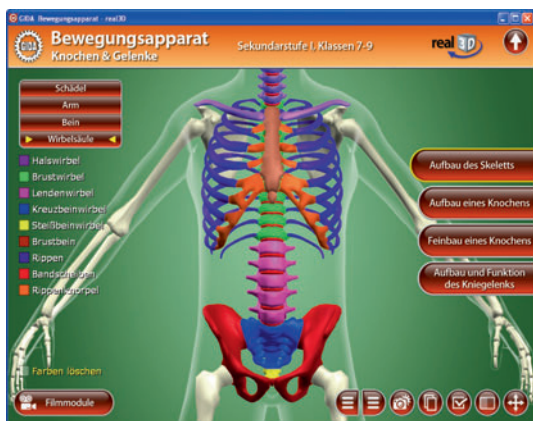 GIDA Bewegungsapparat - real3D
GIDA
Bewegungsapparat
Knochen & Gelenke
Sekundarstufe I, Klassen 7-9
real 3D
Schädel
Arm
Bein
Wirbelsäule
Halswirbel
Brustwirbel
Lendenwirbel
Kreuzbeinwirbel
Steißbeinwirbel
Brustbein
Rippen
Bandscheiben
Rippenknorpel
Farben löschen
Filmmodule
Aufbau des Skeletts
Aufbau eines Knochens
Feinbau eines Knochens
Aufbau und Funktion
des Kniegelenks